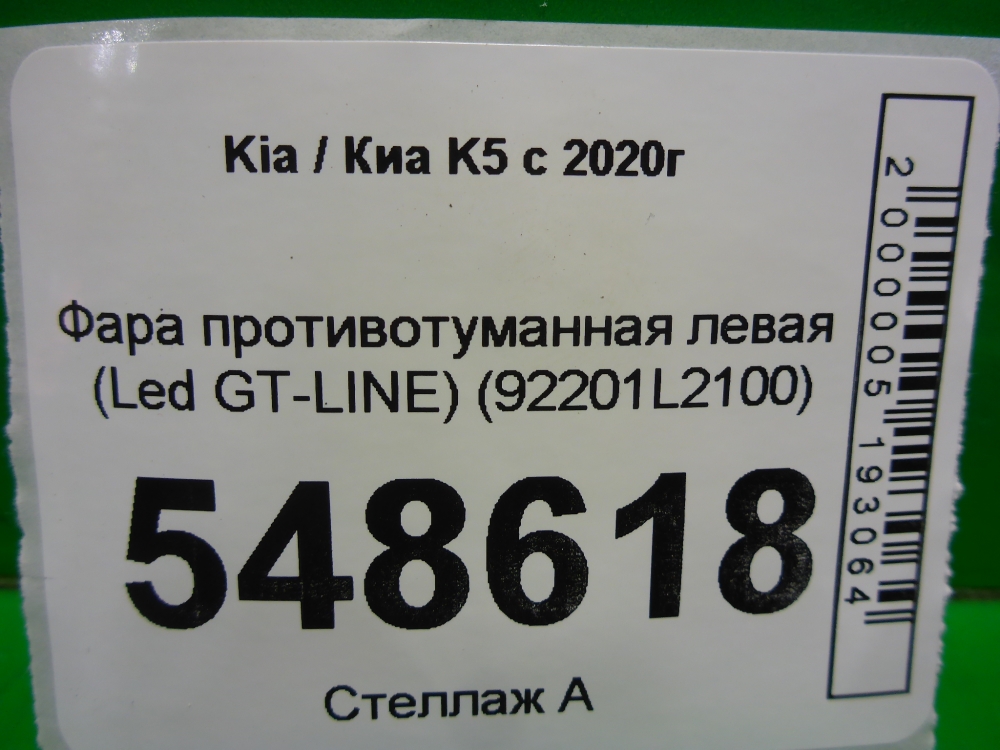 Kia / Киа K5 с 2020г
Фара противотуманная левая
(Led GT-LINE) (92201L2100)
548618
Стеллаж А
2000005193064